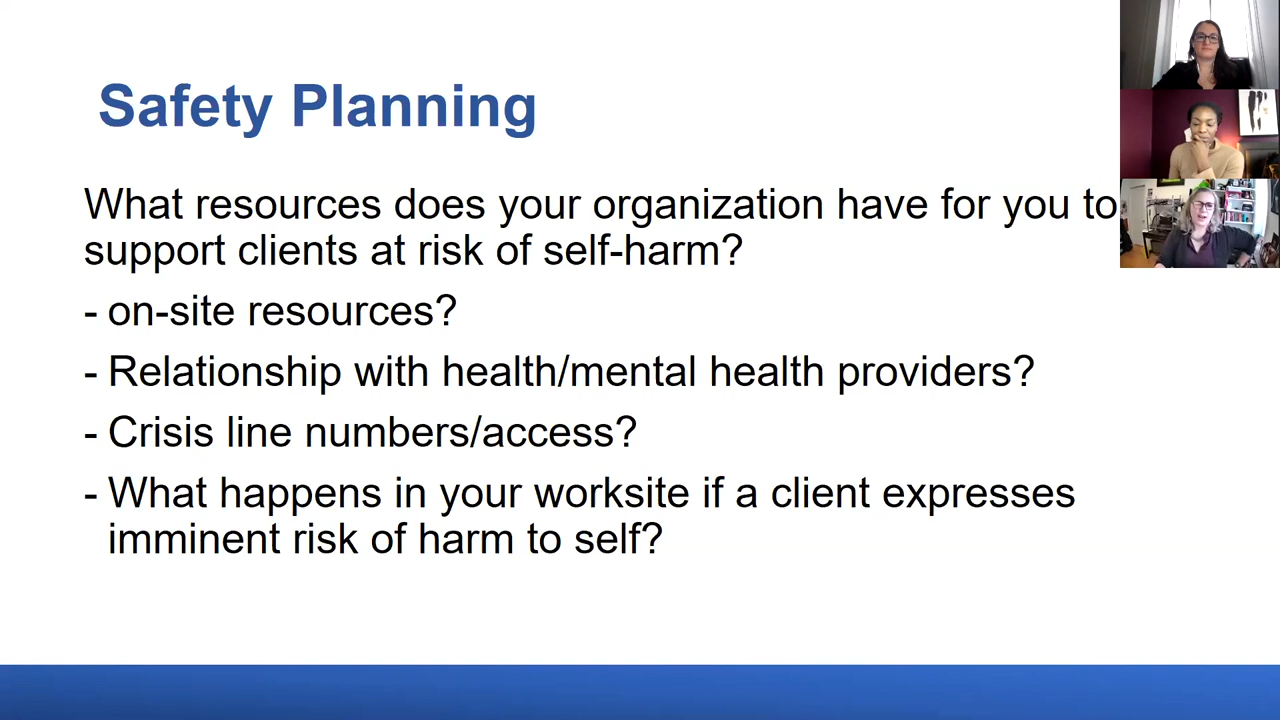 Safety Planning
What resources does your organization have for you to
support clients at risk of self-harm?
- on-site resources?
- Relationship with health/mental health providers?
- Crisis line numbers/access?
- What happens in your worksite if a client expresses
imminent risk of harm to self?